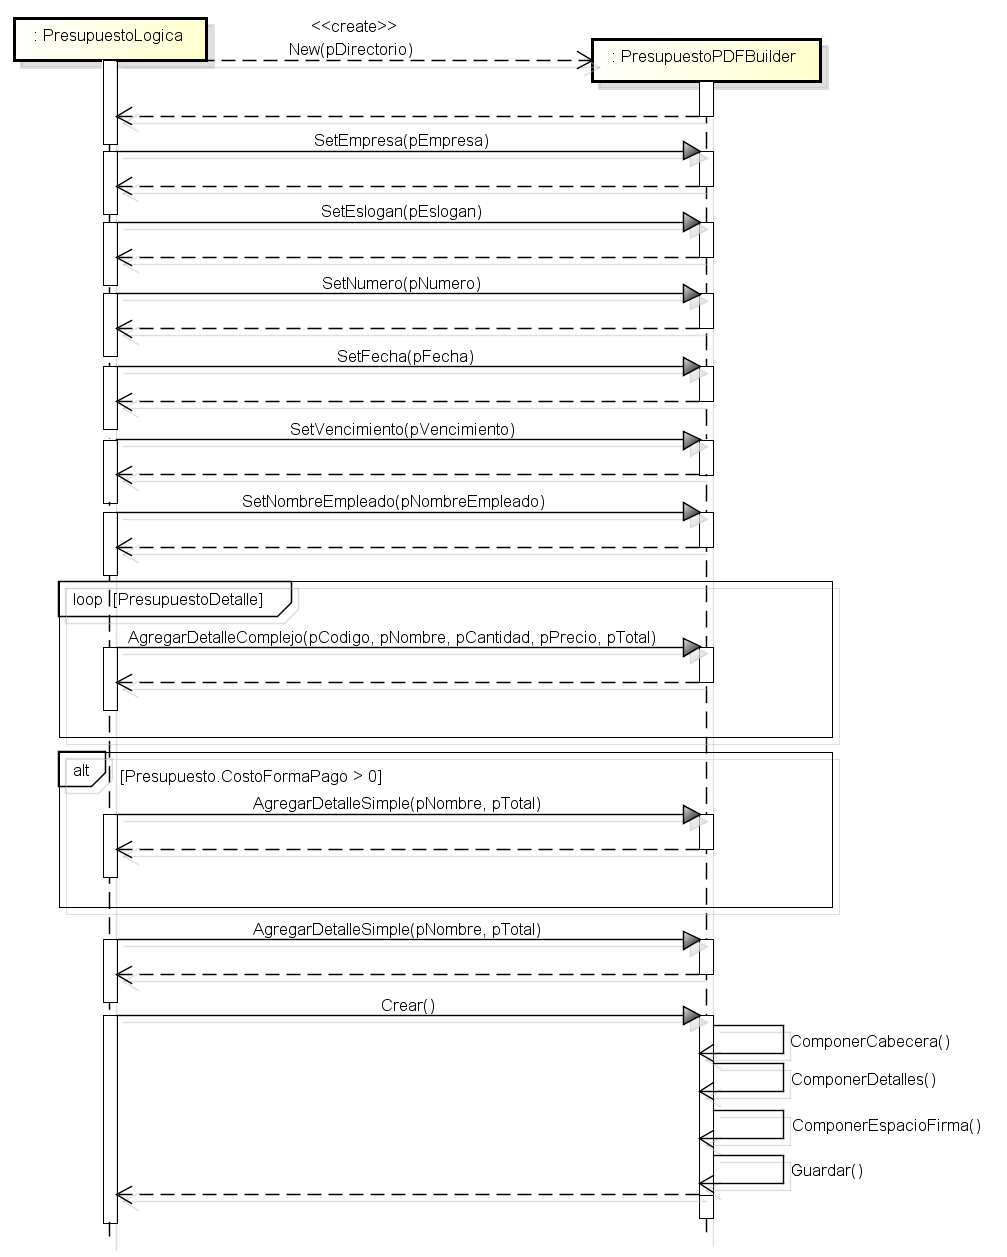 : PresupuestoLogica
<<create>>
New(pDirectorio)
: PresupuestoPDFBuilder
SetEmpresa(pEmpresa)
SetEslogan(pEslogan)
SetNumero(pNumero)
SetFecha(pFecha)
SetVencimiento(pVencimiento)
SetNombreEmpleado(pNombreEmpleado)
loop [PresupuestoDetalle]
AgregarDetalleComplejo(pCodigo, pNombre, pCantidad, pPrecio, pTotal)
alt
[Presupuesto.CostoFormaPago > 0]
AgregarDetalleSimple(pNombre, pTotal)
AgregarDetalleSimple(pNombre, pTotal)
Crear()
ComponerCabecera()
ComponerDetalles()
ComponerEspacioFirma()
Guardar()